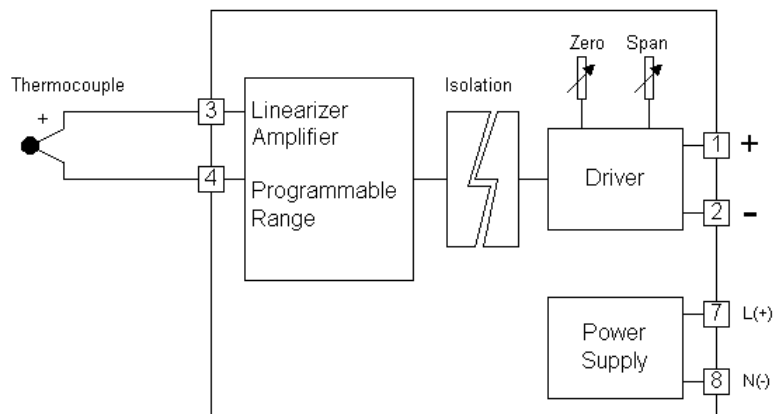 Zero Span
Thermocouple
Isolation
+
3
Linearizer
Amplifier
1 +
4
Programmable
Range
Driver
2 -
Power
Supply
7 L(+)
8 N(-)